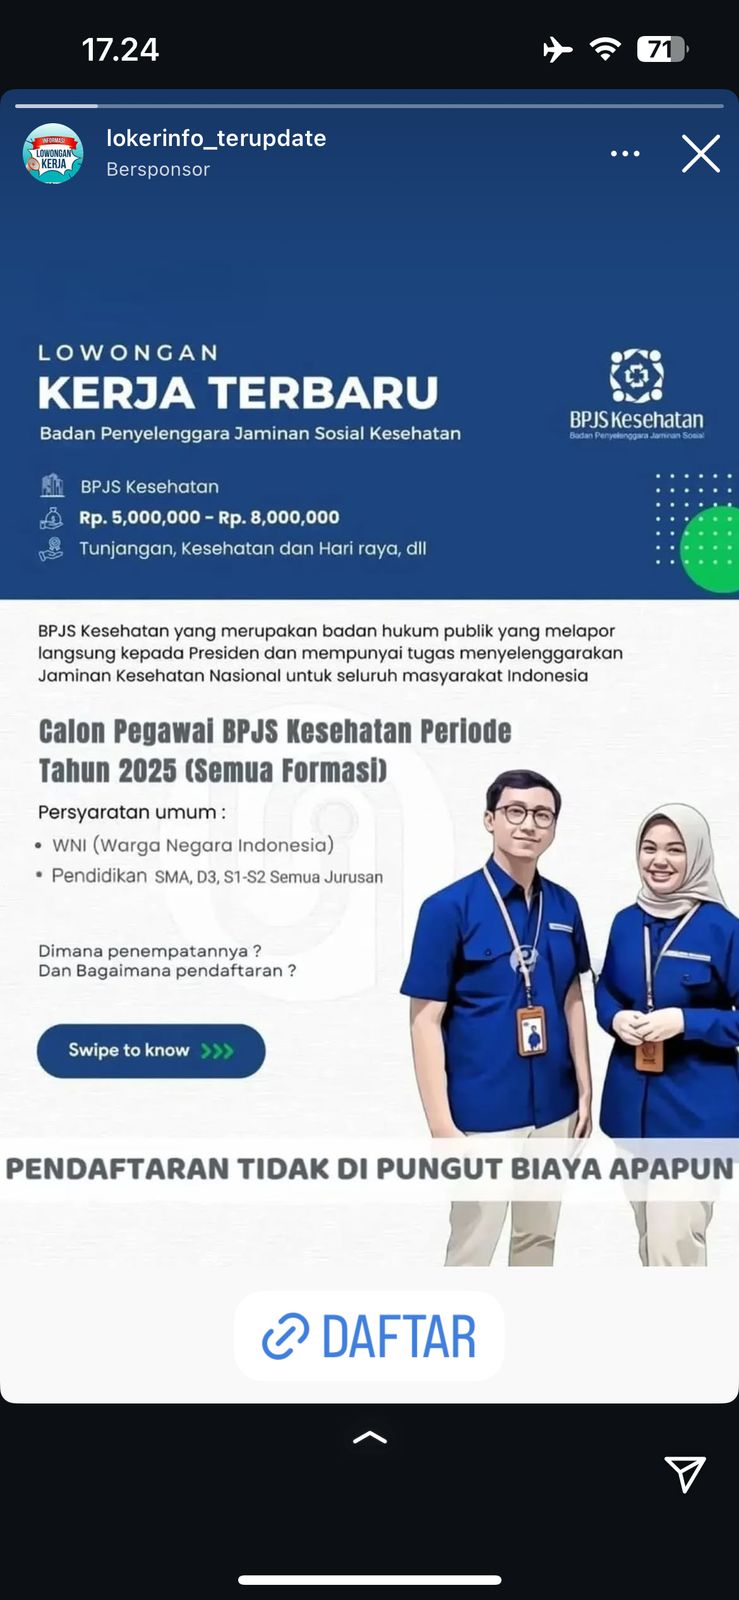 17.24
71
lokerinfo_terupdate
Bersponsor
INFORMASI
LOWONGAN
KERJA
LOWONGAN
KERJA TERBARU
Badan Penyelenggara Jaminan Sosial Kesehatan
BPJS Kesehatan
Badan Penyelenggara Jaminan Sosial
BPJS Kesehatan
Rp. 5,000,000 - Rp. 8,000,000
Tunjangan, Kesehatan dan Hari raya, dll
BPJS Kesehatan yang merupakan badan hukum publik yang melapor
langsung kepada Presiden dan mempunyai tugas menyelenggarakan
Jaminan Kesehatan Nasional untuk seluruh masyarakat Indonesia
Calon Pegawai BPJS Kesehatan Periode
Tahun 2025 (Semua Formasi)
Persyaratan umum :
• WNI (Warga Negara Indonesia)
• Pendidikan SMA, D3, S1-S2 Semua Jurusan
Dimana penempatannya ?
Dan Bagaimana pendaftaran ?
Swipe to know >>>
PENDAFTARAN TIDAK DI PUNGUT BIAYA APAPUN
DAFTAR